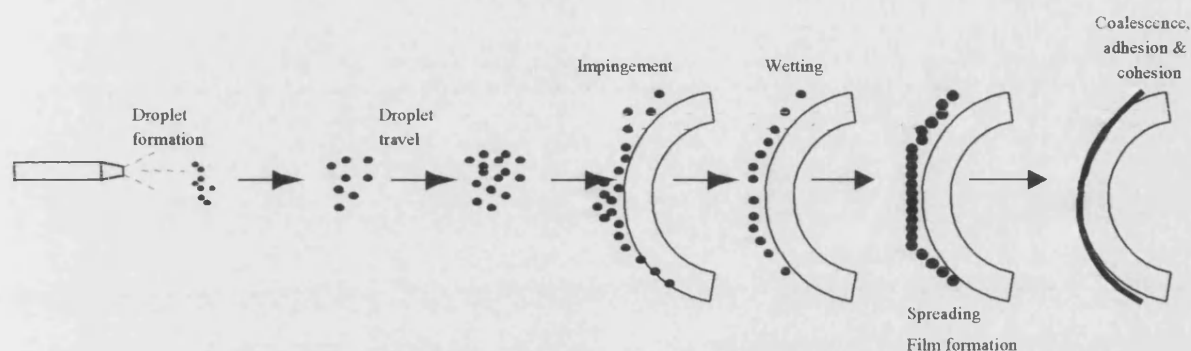 Droplet
formation
Droplet
travel
Impingement
Wetting
Spreading
Film formation
Coalescence,
adhesion &
cohesion